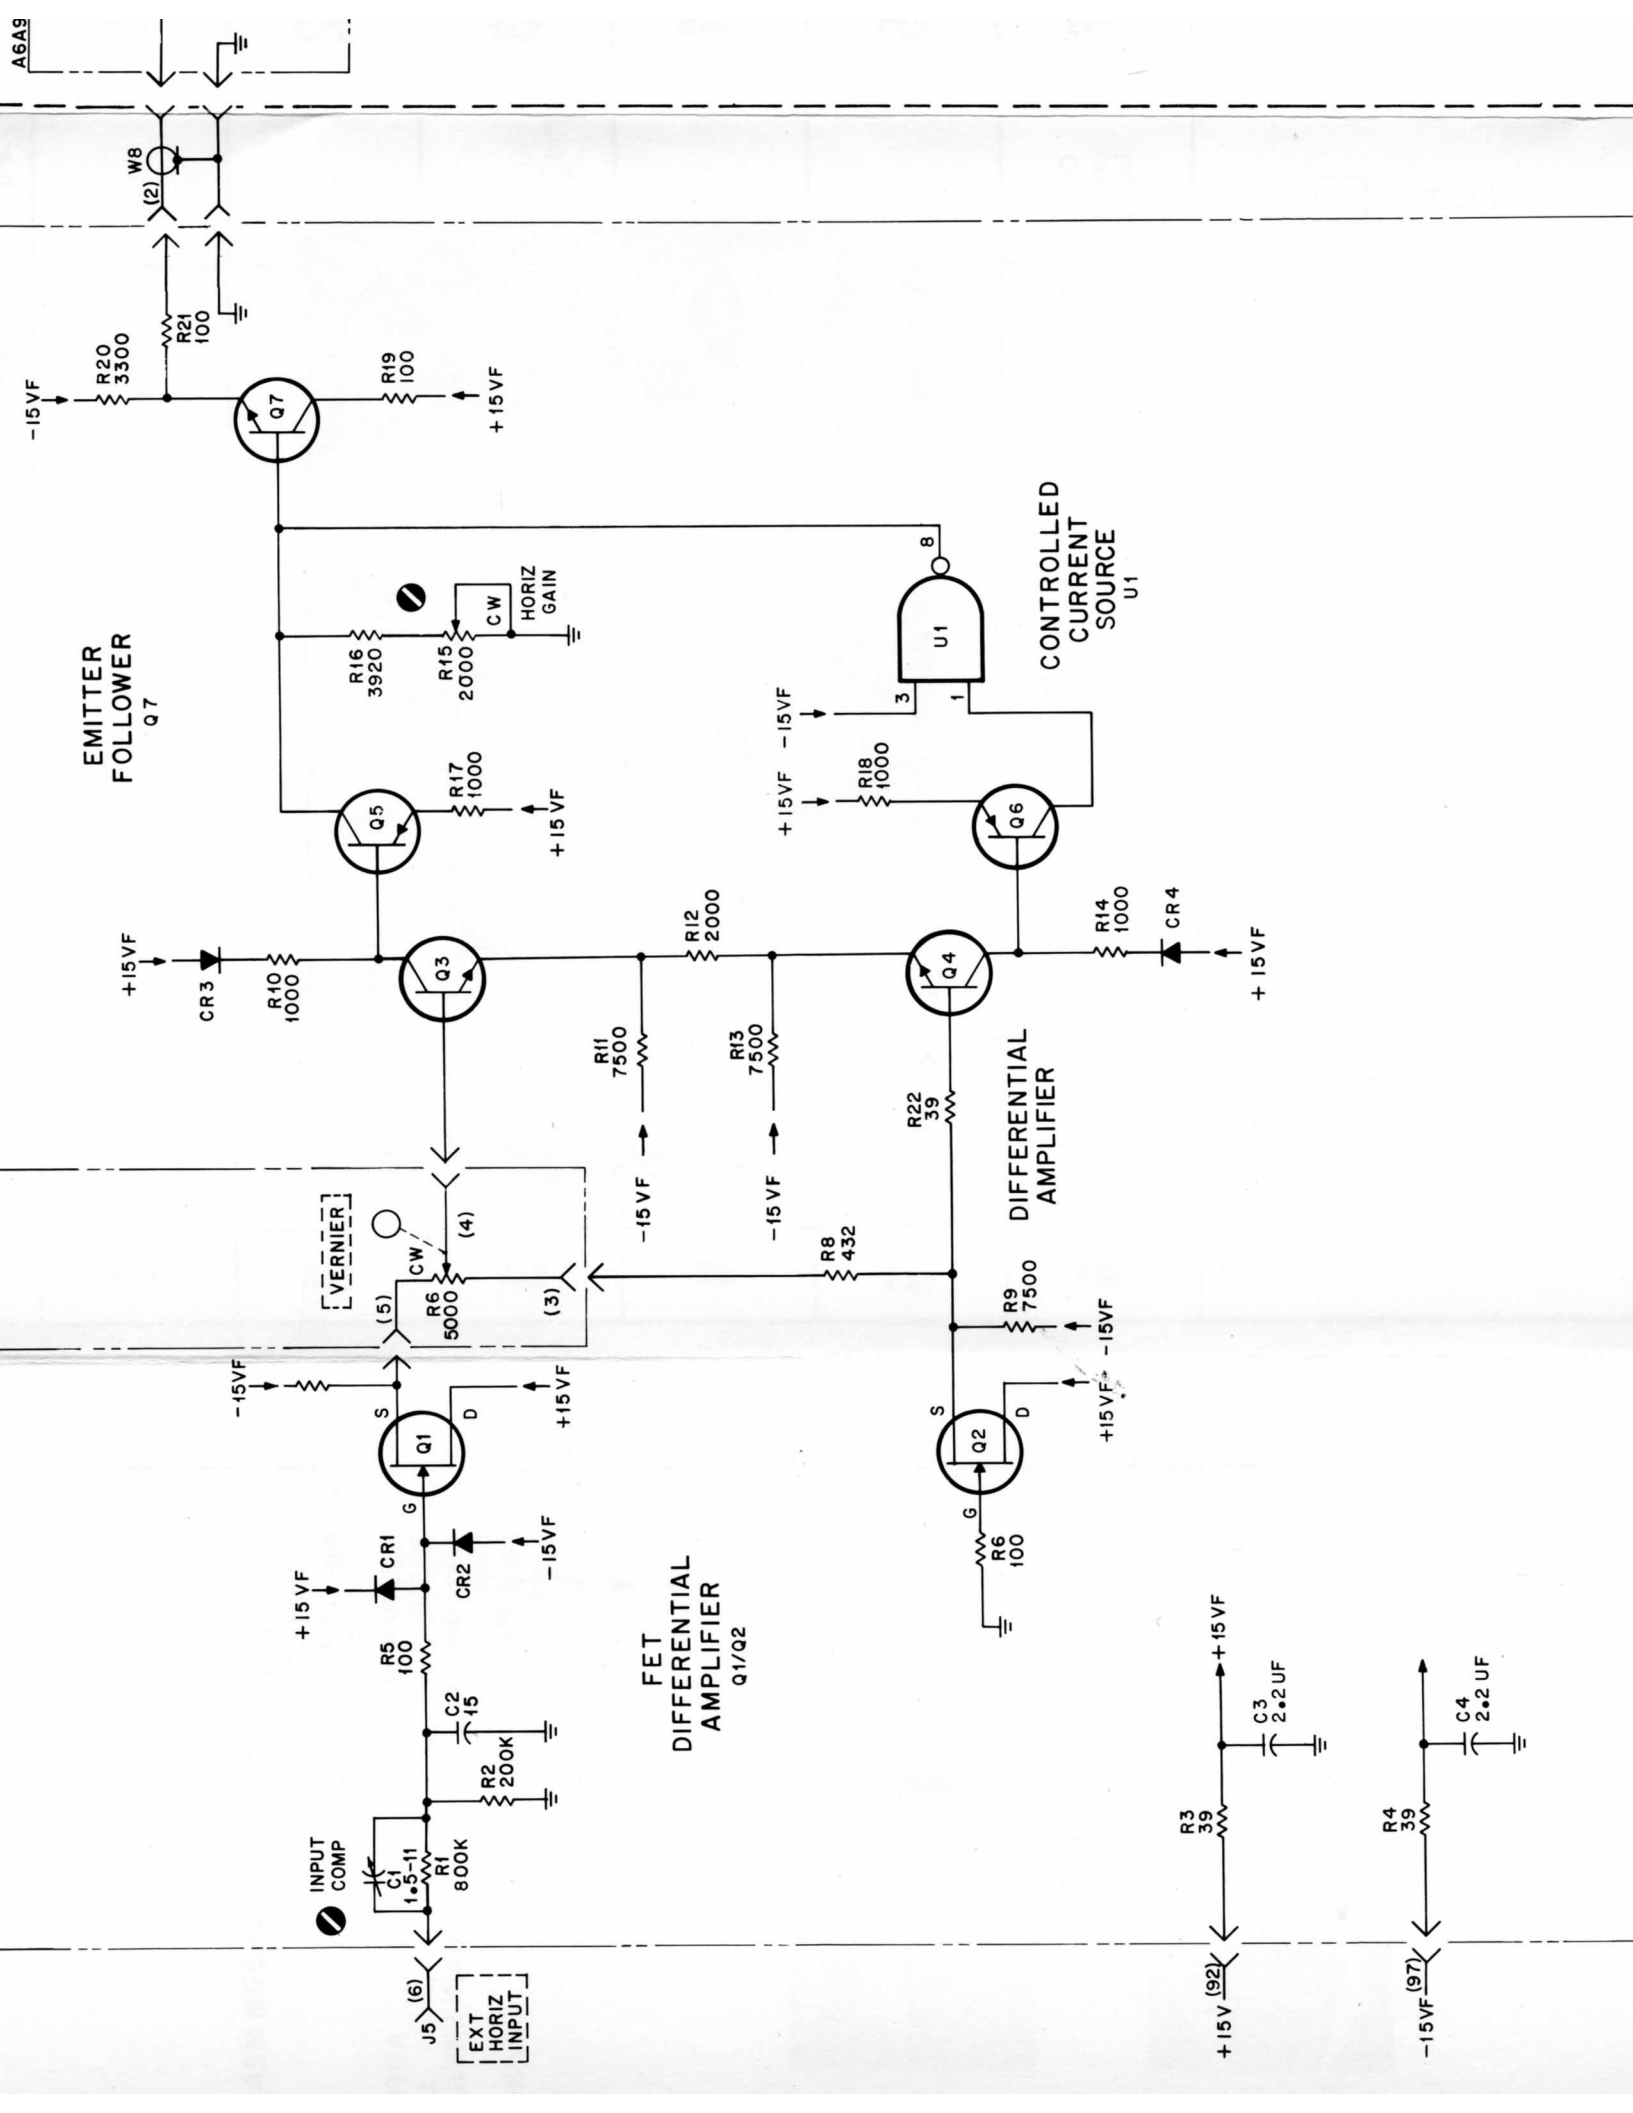 A6A9
W8
(2)
-15VF
R20
3300
R21
100
Q7
R19
100
+15VF
EMITTER
FOLLOWER
Q7
R16
3920
R15
2000
CW
HORIZ
GAIN
Q5
R17
1000
+15VF
8
U1
3
1
-15VF
CONTROLLED
CURRENT
SOURCE
U1
+15VF
R18
1000
Q6
+15VF
CR3
R10
1000
Q3
R12
2000
R11
7500
-15VF
R13
7500
-15VF
Q4
R14
1000
CR4
+15VF
R22
39
DIFFERENTIAL
AMPLIFIER
VERNIER
CW
(4)
(5)
R6
5000
(3)
R8
432
R9
7500
-15VF
-15VF
S
Q1
D
G
+15VF
S
Q2
D
G
+15VF
R6
100
+15VF
CR1
CR2
-15VF
R5
100
C2
15
R2
200K
FET
DIFFERENTIAL
AMPLIFIER
Q1/Q2
INPUT
COMP
C1
1.5-11
R1
800K
J5
(6)
EXT
HORIZ
INPUT
+15V
(92)
R3
39
C3
2.2UF
+15VF
-15VF
(97)
R4
39
C4
2.2UF